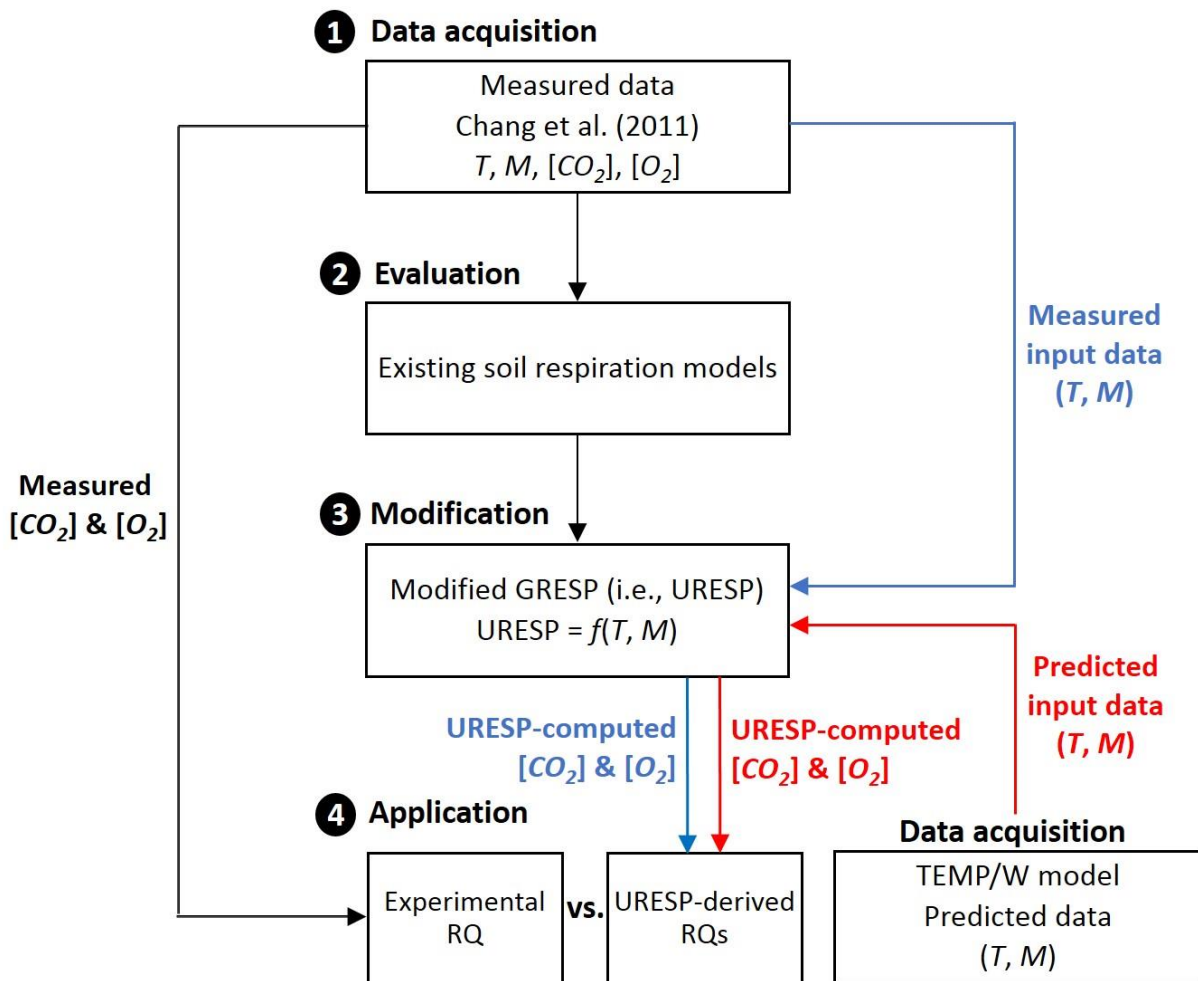 1 Data acquisition
Measured data
Chang et al. (2011)
T, M, [CO₂], [O₂]
2 Evaluation
Existing soil respiration models
Measured
input data
(T, M)
Measured
[CO₂] & [O₂]
3 Modification
Modified GRESP (i.e., URESP)
URESP = f(T, M)
Predicted
input data
(T, M)
URESP-computed
[CO₂] & [O₂]
URESP-computed
[CO₂] & [O₂]
4 Application
Experimental
RQ
vs.
URESP-derived
RQs
Data acquisition
TEMP/W model
Predicted data
(T, M)